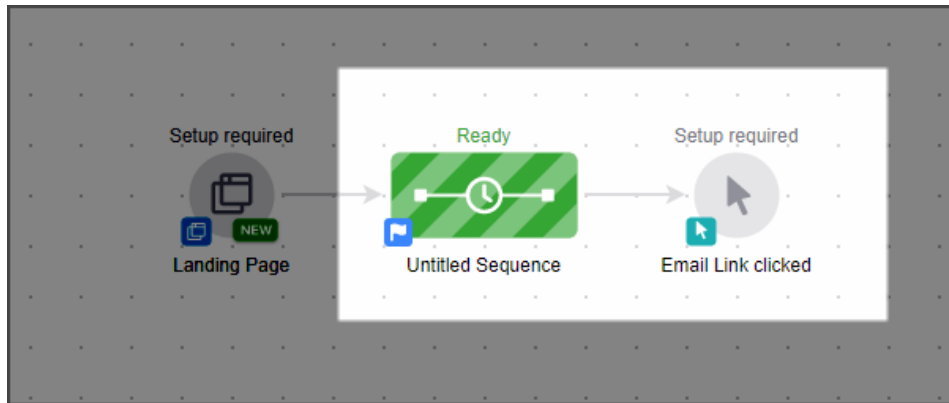 Setup required
Ready
Setup required
NEW
Landing Page
Untitled Sequence
Email Link clicked